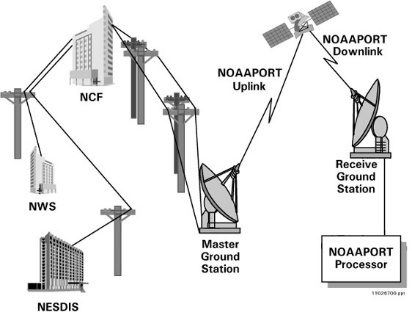 NCF
NOAAPORT
Uplink
NOAAPORT
Downlink
NWS
NESDIS
Master
Ground
Station
Receive
Ground
Station
NOAAPORT
Processor